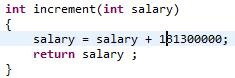 int increment(int salary)
{
salary = salary + 131300000;
return salary ;
}